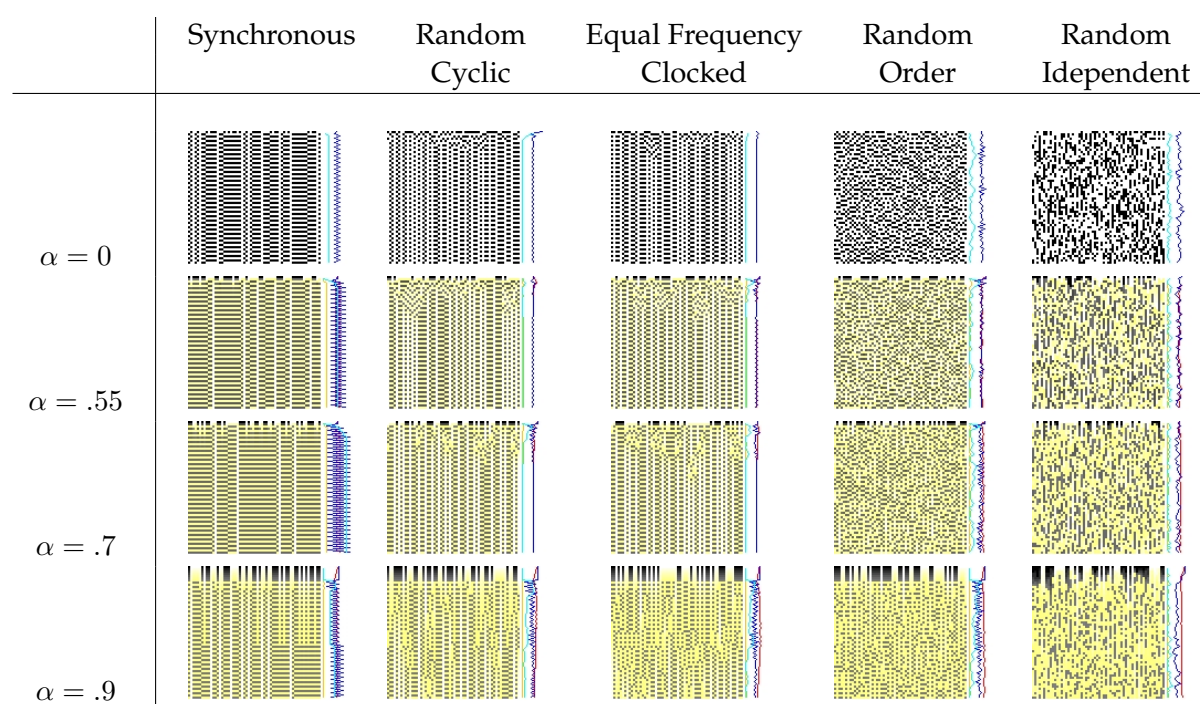 Synchronous Random Equal Frequency Random Random
Cyclic Clocked Order Idependent
α = 0
α = .55
α = .7
α = .9